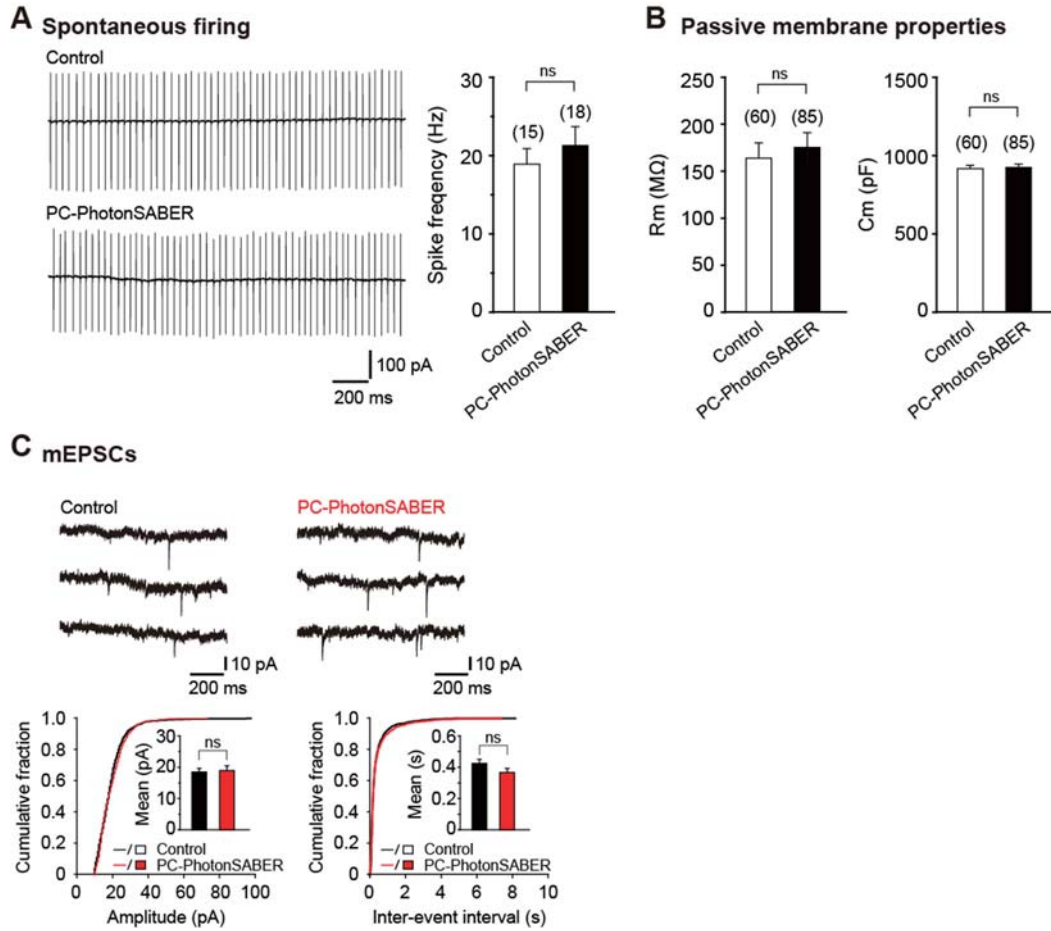 A Spontaneous firing
Control
PC-PhotonSABER
100 pA
200 ms
Spike freqency (Hz)
30
20
10
0
ns
(15)
(18)
Control
PC-PhotonSABER
B Passive membrane properties
Rm (MΩ)
250
200
150
100
50
0
ns
(60)
(85)
Control
PC-PhotonSABER
Cm (pF)
1500
1000
500
0
ns
(60)
(85)
Control
PC-PhotonSABER
C mEPSCs
Control
PC-PhotonSABER
10 pA
200 ms
10 pA
200 ms
Cumulative fraction
1.0
0.8
0.6
0.4
0.2
0
Mean (pA)
30
20
10
0
ns
-/ Control
-/ PC-PhotonSABER
0 20 40 60 80 100
Amplitude (pA)
Cumulative fraction
1.0
0.8
0.6
0.4
0.2
0
Mean (s)
0.6
0.4
0.2
0
ns
-/ Control
-/ PC-PhotonSABER
0 2 4 6 8 10
Inter-event interval (s)